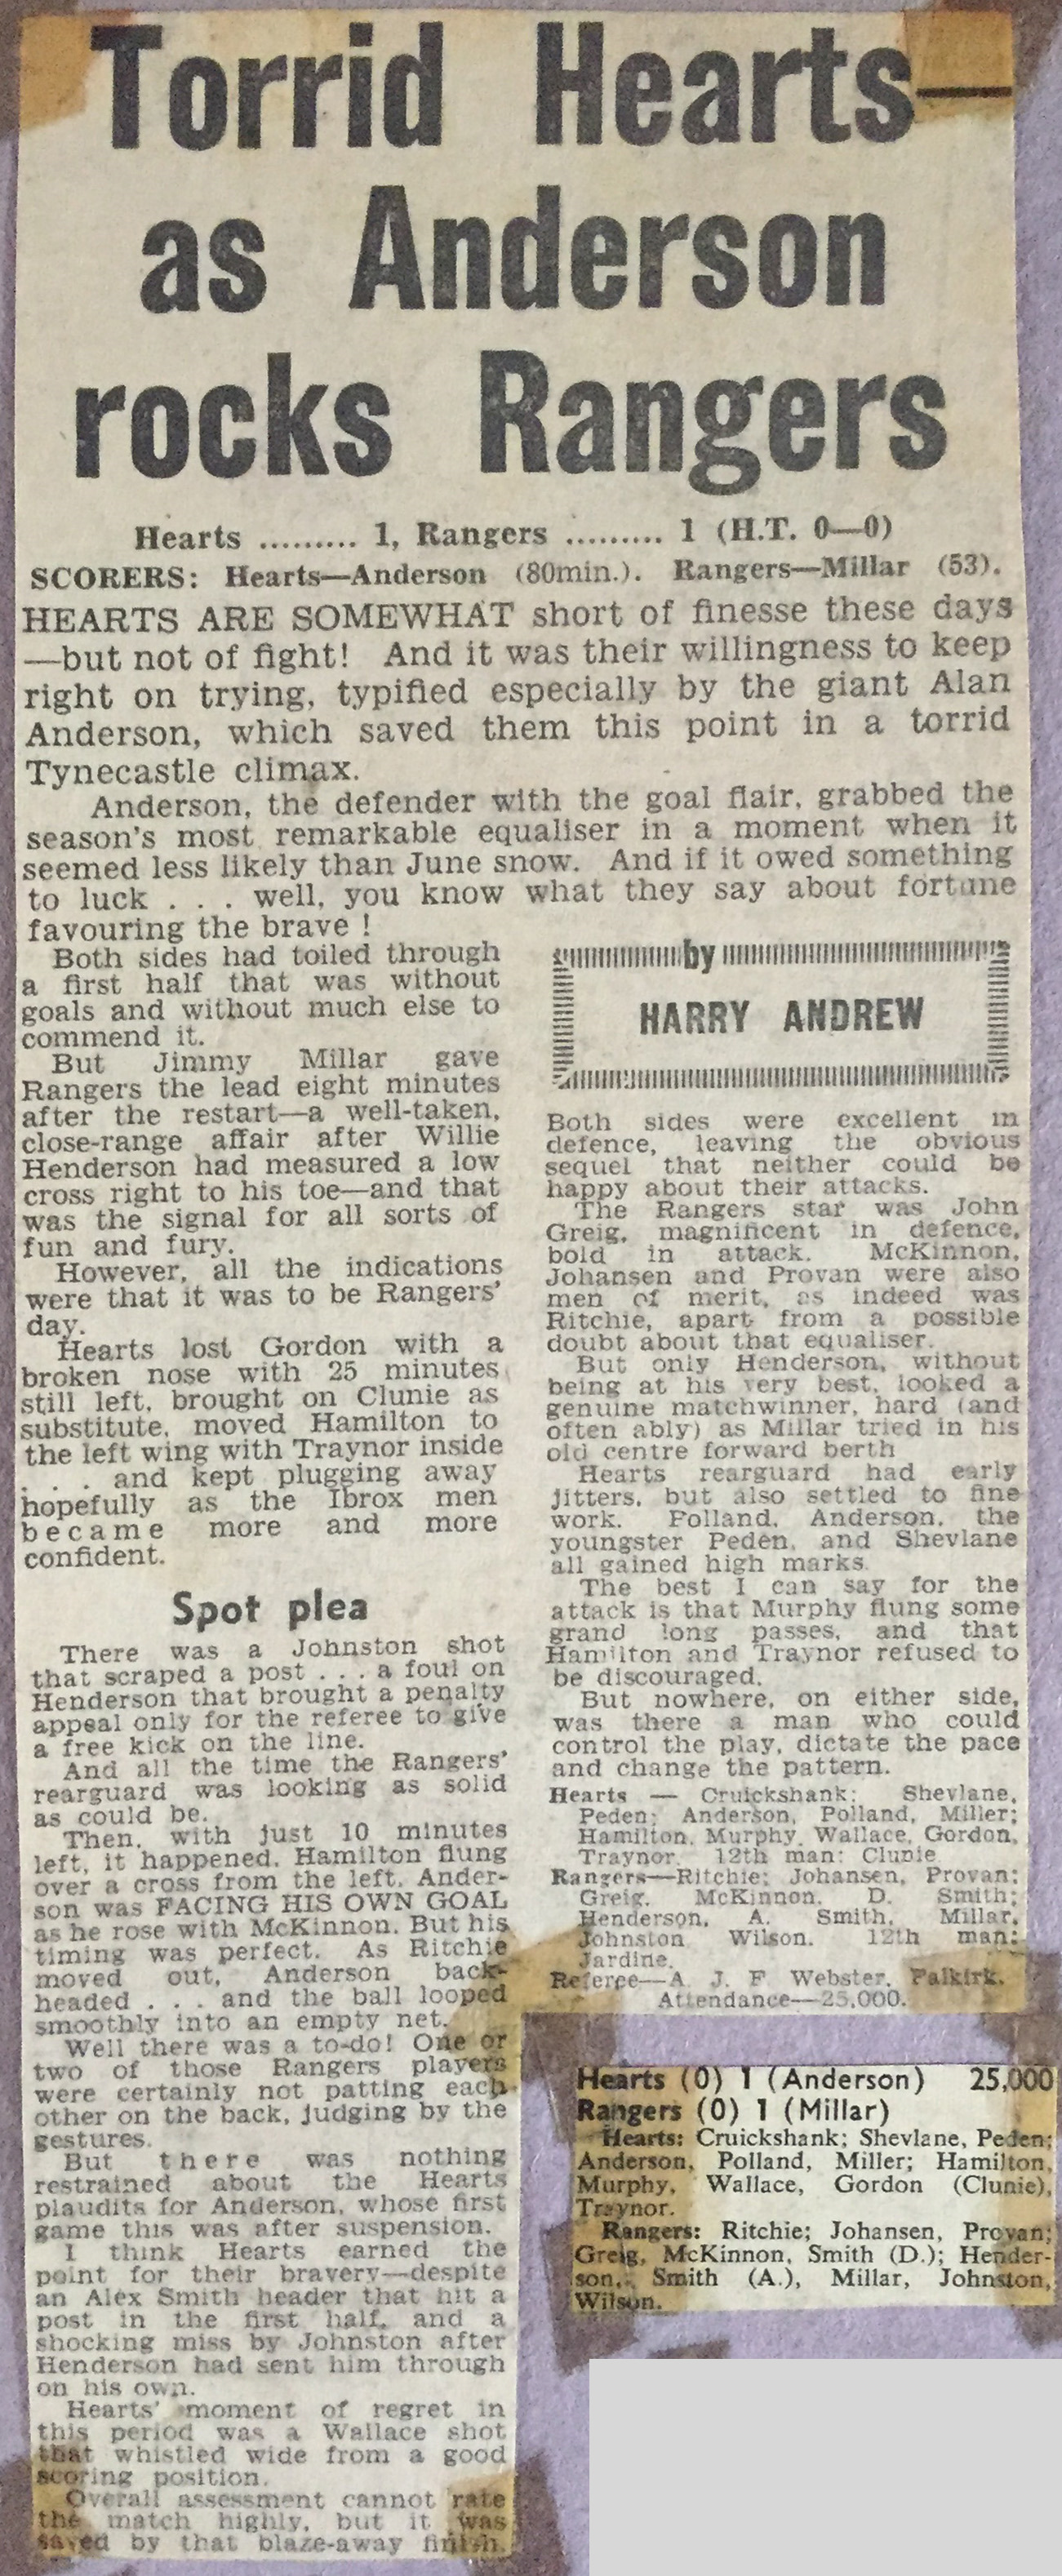 Torrid Hearts—
as Anderson
rocks Rangers
Hearts ......... 1, Rangers ......... 1 (H.T. 0—0)
SCORERS: Hearts—Anderson (80min.). Rangers—Millar (53).
HEARTS ARE SOMEWHAT short of finesse these days
—but not of fight! And it was their willingness to keep
right on trying, typified especially by the giant Alan
Anderson, which saved them this point in a torrid
Tynecastle climax.
Anderson, the defender with the goal flair, grabbed the
season's most remarkable equaliser in a moment when it
seemed less likely than June snow. And if it owed something
to luck . . . well, you know what they say about fortune
favouring the brave !
Both sides had toiled through
a first half that was without
goals and without much else to
commend it.
But Jimmy Millar gave
Rangers the lead eight minutes
after the restart—a well-taken,
close-range affair after Willie
Henderson had measured a low
cross right to his toe—and that
was the signal for all sorts of
fun and fury.
However, all the indications
were that it was to be Rangers'
day.
Hearts lost Gordon with a
broken nose with 25 minutes
still left, brought on Clunie as
substitute, moved Hamilton to
the left wing with Traynor inside
. . . and kept plugging away
hopefully as the Ibrox men
became more and more
confident.
Spot plea
There was a Johnston shot
that scraped a post . . . a foul on
Henderson that brought a penalty
appeal only for the referee to give
a free kick on the line.
And all the time the Rangers'
rearguard was looking as solid
as could be.
Then, with just 10 minutes
left, it happened. Hamilton flung
over a cross from the left. Ander-
son was FACING HIS OWN GOAL
as he rose with McKinnon. But his
timing was perfect. As Ritchie
moved out, Anderson back-
headed . . . and the ball looped
smoothly into an empty net.
Well there was a to-do! One or
two of those Rangers players
were certainly not patting each
other on the back, judging by the
gestures.
But there was nothing
restrained about the Hearts
plaudits for Anderson, whose first
game this was after suspension.
I think Hearts earned the
point for their bravery—despite
an Alex Smith header that hit a
post in the first half, and a
shocking miss by Johnston after
Henderson had sent him through
on his own.
Hearts' moment of regret in
this period was a Wallace shot
that whistled wide from a good
scoring position.
Overall assessment cannot rate
the match highly, but it was
saved by that blaze-away finish.
by
HARRY ANDREW
Both sides were excellent in
defence, leaving the obvious
sequel that neither could be
happy about their attacks.
The Rangers star was John
Greig, magnificent in defence,
bold in attack. McKinnon,
Johansen and Provan were also
men of merit, as indeed was
Ritchie, apart from a possible
doubt about that equaliser.
But only Henderson, without
being at his very best, looked a
genuine matchwinner, hard (and
often ably) as Millar tried in his
old centre forward berth
Hearts rearguard had early
jitters, but also settled to fine
work. Polland, Anderson, the
youngster Peden, and Shevlane
all gained high marks.
The best I can say for the
attack is that Murphy flung some
grand long passes, and that
Hamilton and Traynor refused to
be discouraged.
But nowhere, on either side,
was there a man who could
control the play, dictate the pace
and change the pattern.
Hearts — Cruickshank; Shevlane,
Peden; Anderson, Polland, Miller;
Hamilton, Murphy, Wallace, Gordon,
Traynor. 12th man: Clunie
Rangers—Ritchie; Johansen, Provan;
Greig, McKinnon, D. Smith;
Henderson, A. Smith, Millar,
Johnston Wilson. 12th man:
Jardine.
Referee—A. J. F. Webster, Falkirk.
Attendance—25,000.
Hearts (0) 1 (Anderson) 25,000
Rangers (0) 1 (Millar)
Hearts: Cruickshank; Shevlane, Peden;
Anderson, Polland, Miller; Hamilton,
Murphy, Wallace, Gordon (Clunie),
Traynor.
Rangers: Ritchie; Johansen, Provan;
Greig, McKinnon, Smith (D.); Hender-
son, Smith (A.), Millar, Johnston,
Wilson.